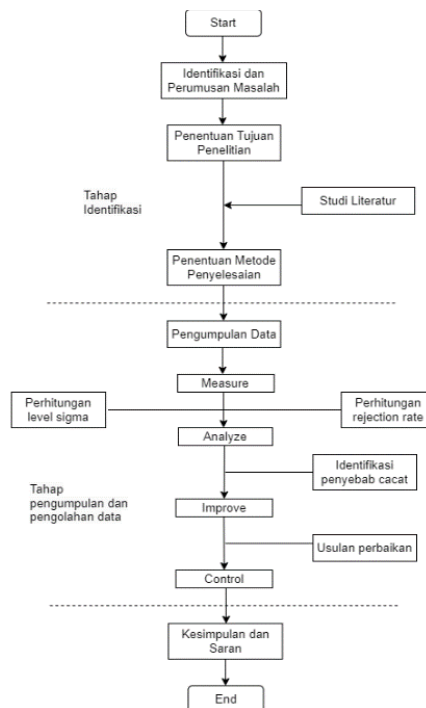 Start
Identifikasi dan
Perumusan Masalah
Penentuan Tujuan
Penelitian
Tahap
Identifikasi
Studi Literatur
Penentuan Metode
Penyelesaian
Pengumpulan Data
Measure
Perhitungan
level sigma
Perhitungan
rejection rate
Analyze
Identifikasi
penyebab cacat
Tahap
pengumpulan dan
pengolahan data
Improve
Usulan perbaikan
Control
Kesimpulan dan
Saran
End